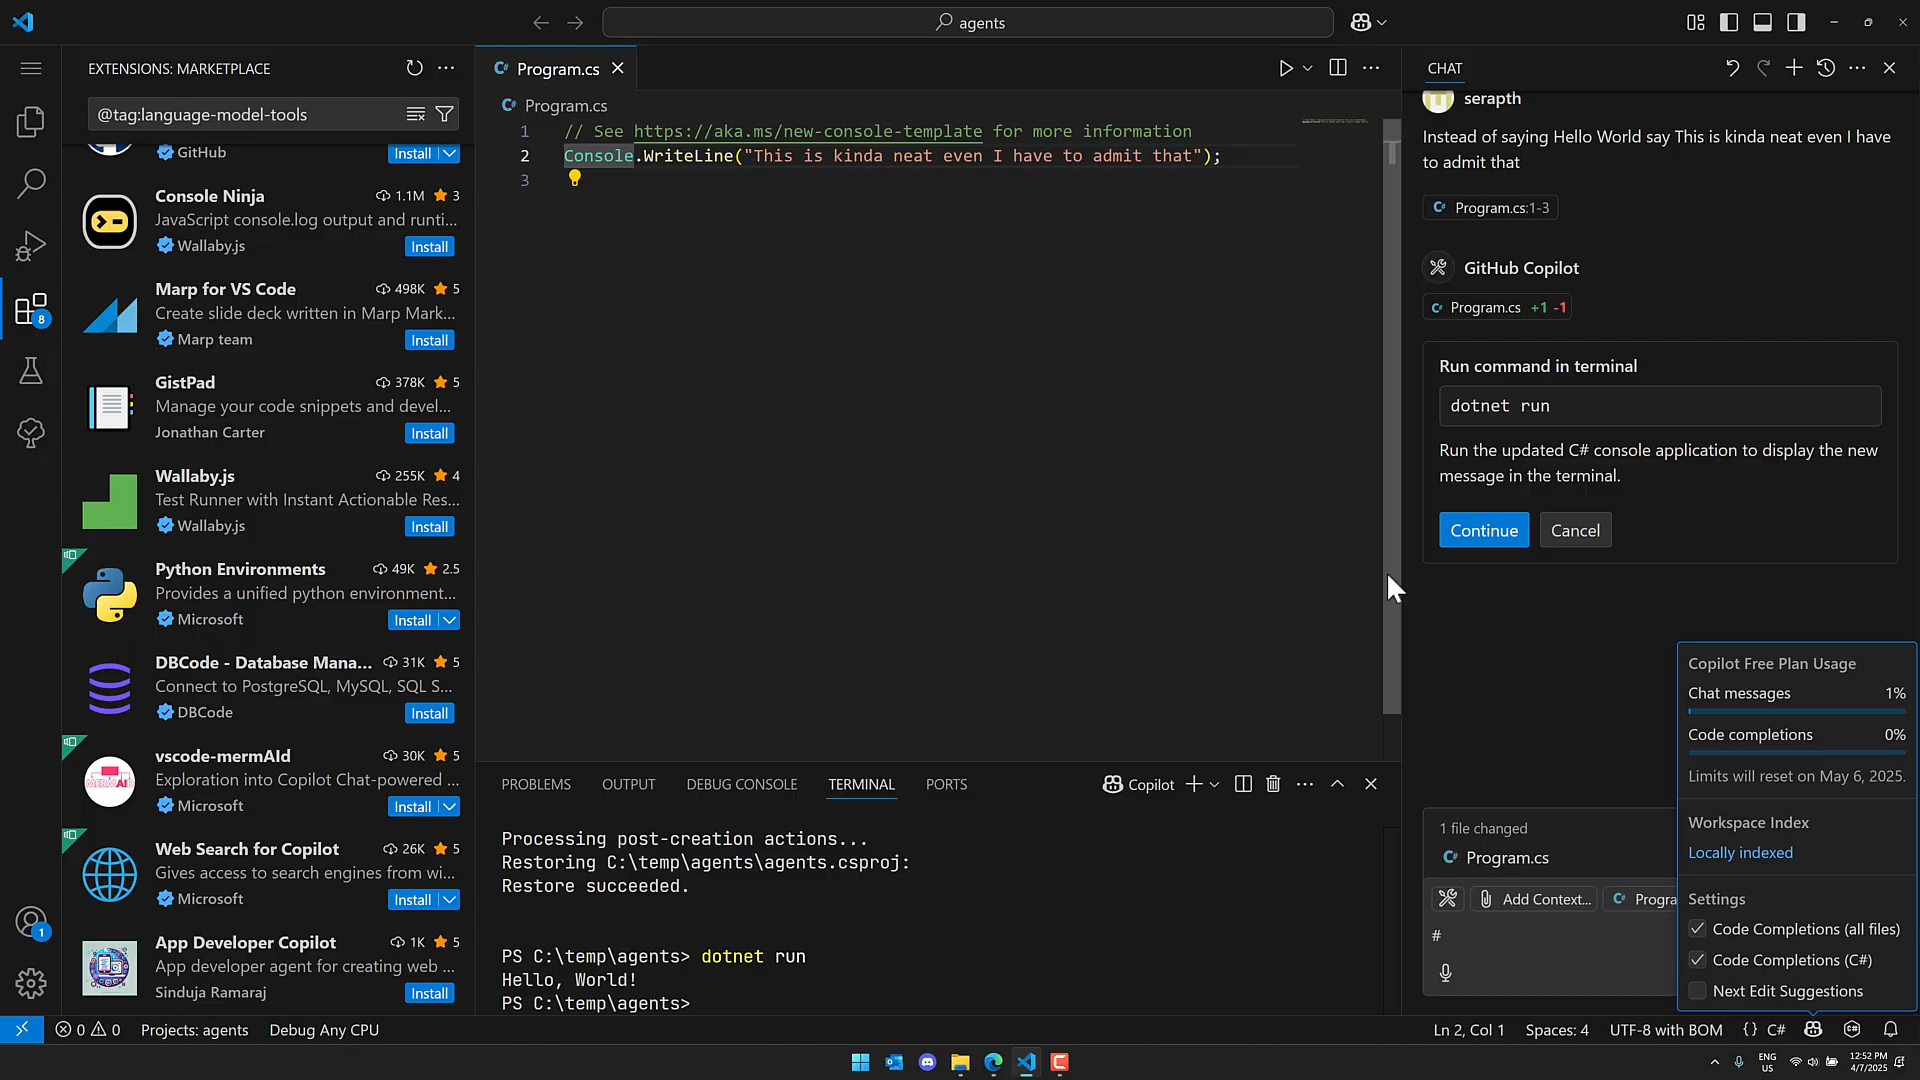 agents
EXTENSIONS: MARKETPLACE
@tag:language-model-tools
GitHub
Install
Console Ninja 1.1M 3
JavaScript console.log output and runti...
Wallaby.js
Install
Marp for VS Code 498K 5
Create slide deck written in Marp Mark...
Marp team
Install
GistPad 378K 5
Manage your code snippets and devel...
Jonathan Carter
Install
Wallaby.js 255K 4
Test Runner with Instant Actionable Res...
Wallaby.js
Install
Python Environments 49K 2.5
Provides a unified python environment...
Microsoft
Install
DBCode - Database Mana... 31K 5
Connect to PostgreSQL, MySQL, SQL S...
DBCode
Install
vscode-mermAId 30K 5
Exploration into Copilot Chat-powered ...
Microsoft
Install
Web Search for Copilot 26K 5
Gives access to search engines from wi...
Microsoft
Install
App Developer Copilot 1K 5
App developer agent for creating web ...
Sinduja Ramaraj
Install
8
1
Program.cs
Program.cs
1 // See https://aka.ms/new-console-template for more information
2 Console.WriteLine("This is kinda neat even I have to admit that");
3
PROBLEMS OUTPUT DEBUG CONSOLE TERMINAL PORTS
Copilot
Processing post-creation actions...
Restoring C:\temp\agents\agents.csproj:
Restore succeeded.
PS C:\temp\agents> dotnet run
Hello, World!
PS C:\temp\agents>
CHAT
serapth
Instead of saying Hello World say This is kinda neat even I have
to admit that
Program.cs:1-3
GitHub Copilot
Program.cs +1 -1
Run command in terminal
dotnet run
Run the updated C# console application to display the new
message in the terminal.
Continue Cancel
1 file changed
Program.cs
Add Context... Progra
#
Copilot Free Plan Usage
Chat messages 1%
Code completions 0%
Limits will reset on May 6, 2025.
Workspace Index
Locally indexed
Settings
Code Completions (all files)
Code Completions (C#)
Next Edit Suggestions
0 0 Projects: agents Debug Any CPU
Ln 2, Col 1 Spaces: 4 UTF-8 with BOM {} C#
ENG
US
12:52 PM
4/7/2025